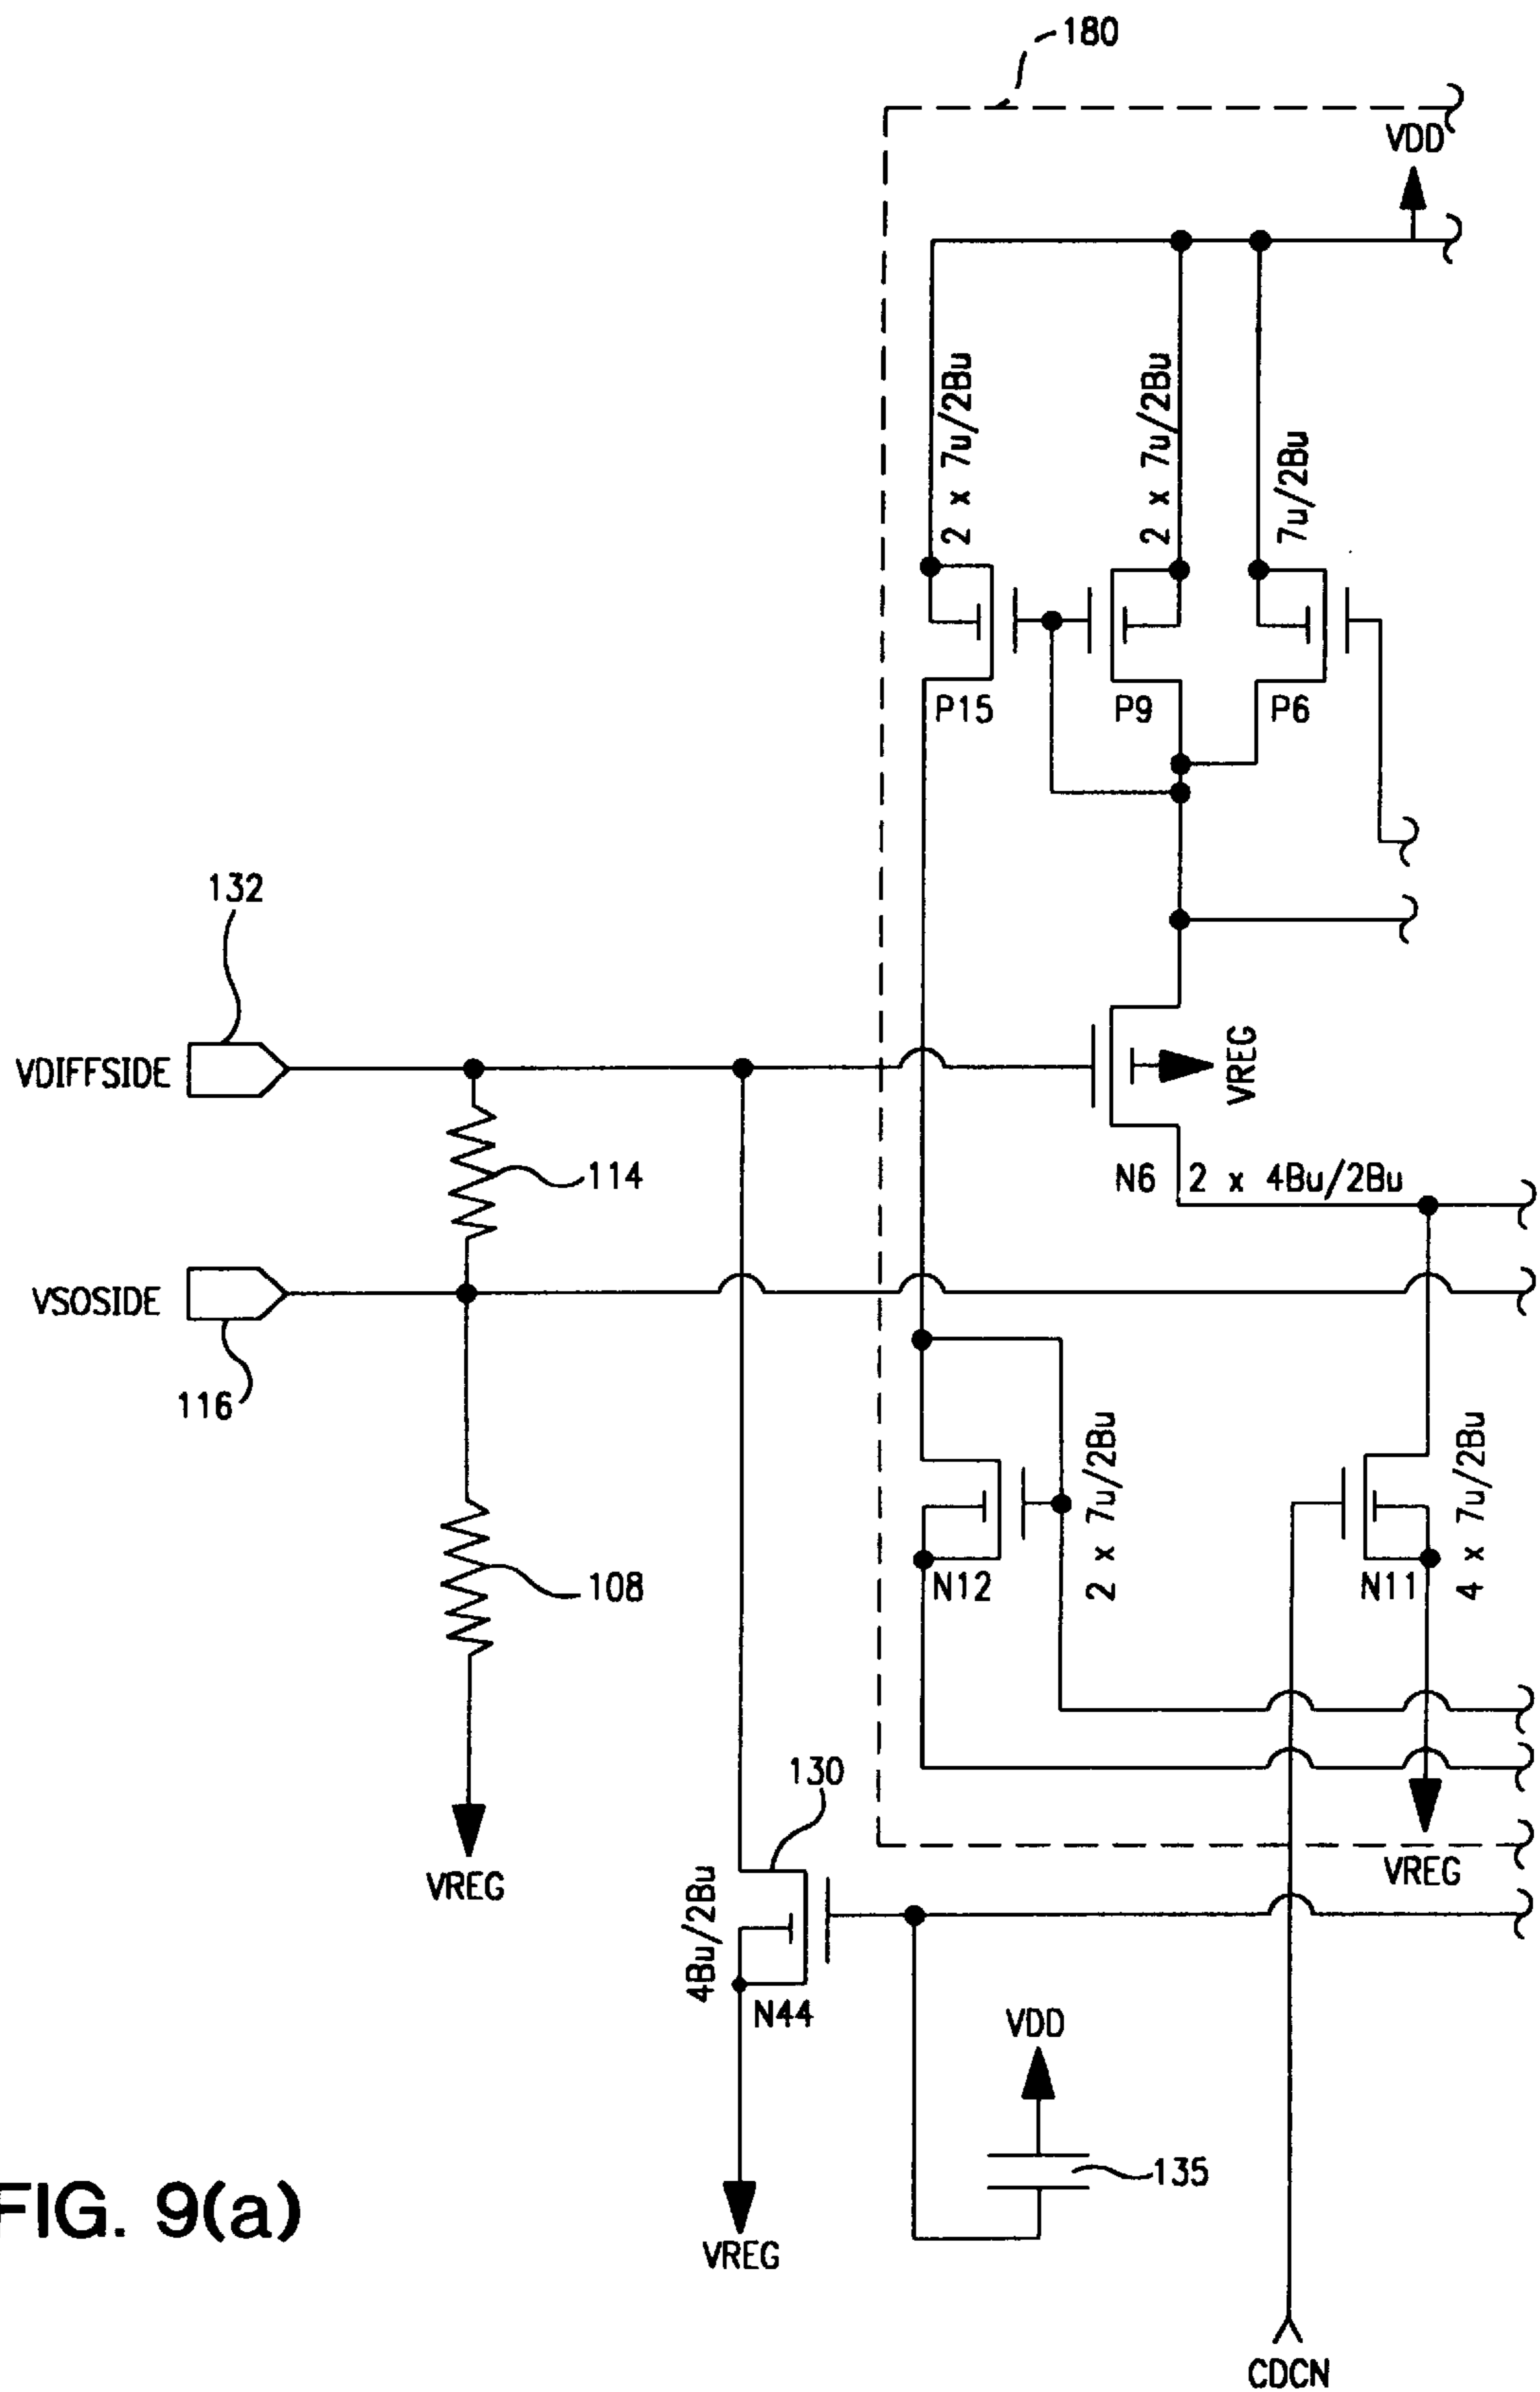 180
VDD
2 x 7u/2Bu
2 x 7u/2Bu
7u/2Bu
P15
P9
P6
132
VDIFFSIDE
VREG
114
N6 2 x 4Bu/2Bu
VSOSIDE
116
2 x 7u/2Bu
4 x 7u/2Bu
108
N12
N11
130
VREG
VREG
4Bu/2Bu
N44
VDD
135
VREG
FIG. 9(a)
CDCN